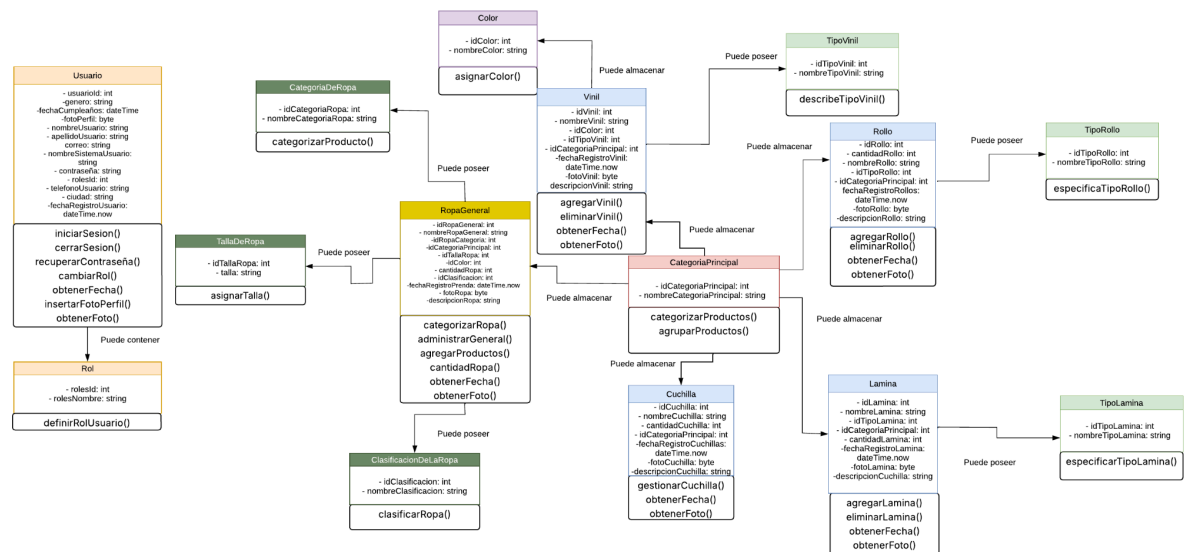 Usuario
- usuarioId: int
-genero: string
-fechaCumpleaños: dateTime
-fotoPerfil: byte
- nombreUsuario: string
- apellidoUsuario: string
correo: string
- nombreSistemaUsuario:
string
- contraseña: string
- rolesId: int
- telefonoUsuario: string
- ciudad: string
-fechaRegistroUsuario:
dateTime.now
iniciarSesion()
cerrarSesion()
recuperarContraseña()
cambiarRol()
obtenerFecha()
insertarFotoPerfil()
obtenerFoto()
Puede contener
Rol
- rolesId: int
- rolesNombre: string
definirRolUsuario()
CategoriaDeRopa
- idCategoriaRopa: int
- nombreCategoriaRopa: string
categorizarProducto()
Puede poseer
TallaDeRopa
- idTallaRopa: int
- talla: string
asignarTalla()
Puede poseer
RopaGeneral
- idRopaGeneral: int
- nombreRopaGeneral: string
-idRopaCategoria: int
-idCategoriaPrincipal: int
-idTallaRopa: int
-idColor: int
- cantidadRopa: int
- idClasificacion: int
-fechaRegistroPrenda: dateTime.now
- fotoRopa: byte
-descripcionRopa: string
categorizarRopa()
administrarGeneral()
agregarProductos()
cantidadRopa()
obtenerFecha()
obtenerFoto()
Puede poseer
ClasificacionDeLaRopa
- idClasificacion: int
- nombreClasificacion: string
clasificarRopa()
Color
- idColor: int
- nombreColor: string
asignarColor()
Puede almacenar
Vinil
- idVinil: int
- nombreVinil: string
- idColor: int
- idTipoVinil: int
- idCategoriaPrincipal: int
-fechaRegistroVinil:
dateTime.now
-fotoVinil: byte
descripcionVinil: string
agregarVinil()
eliminarVinil()
obtenerFecha()
obtenerFoto()
Puede poseer
TipoVinil
- idTipoVinil: int
- nombreTipoVinil: string
describeTipoVinil()
Puede almacenar
CategoriaPrincipal
- idCategoriaPrincipal: int
- nombreCategoriaPrincipal: string
categorizarProductos()
agruparProductos()
Puede almacenar
Puede almacenar
Puede almacenar
Puede almacenar
Cuchilla
- idCuchilla: int
- nombreCuchilla: string
- cantidadCuchilla: int
- idCategoriaPrincipal: int
-fechaRegistroCuchillas:
dateTime.now
-fotoCuchilla: byte
-descripcionCuchilla: string
gestionarCuchilla()
obtenerFecha()
obtenerFoto()
Rollo
- idRollo: int
- cantidadRollo: int
- nombreRollo: string
- idTipoRollo: int
- idCategoriaPrincipal: int
fechaRegistroRollos:
dateTime.now
-fotoRollo: byte
-descripcionRollo: string
agregarRollo()
eliminarRollo()
obtenerFecha()
obtenerFoto()
Puede poseer
TipoRollo
- idTipoRollo: int
- nombreTipoRollo: string
especificaTipoRollo()
Lamina
- idLamina: int
- nombreLamina: string
- idTipoLamina: int
- idCategoriaPrincipal: int
- cantidadLamina: int
-fechaRegistroLamina:
dateTime.now
-fotoLamina: byte
-descripcionCuchilla: string
agregarLamina()
eliminarLamina()
obtenerFecha()
obtenerFoto()
Puede poseer
TipoLamina
- idTipoLamina: int
- nombreTipoLamina: string
especificarTipoLamina()